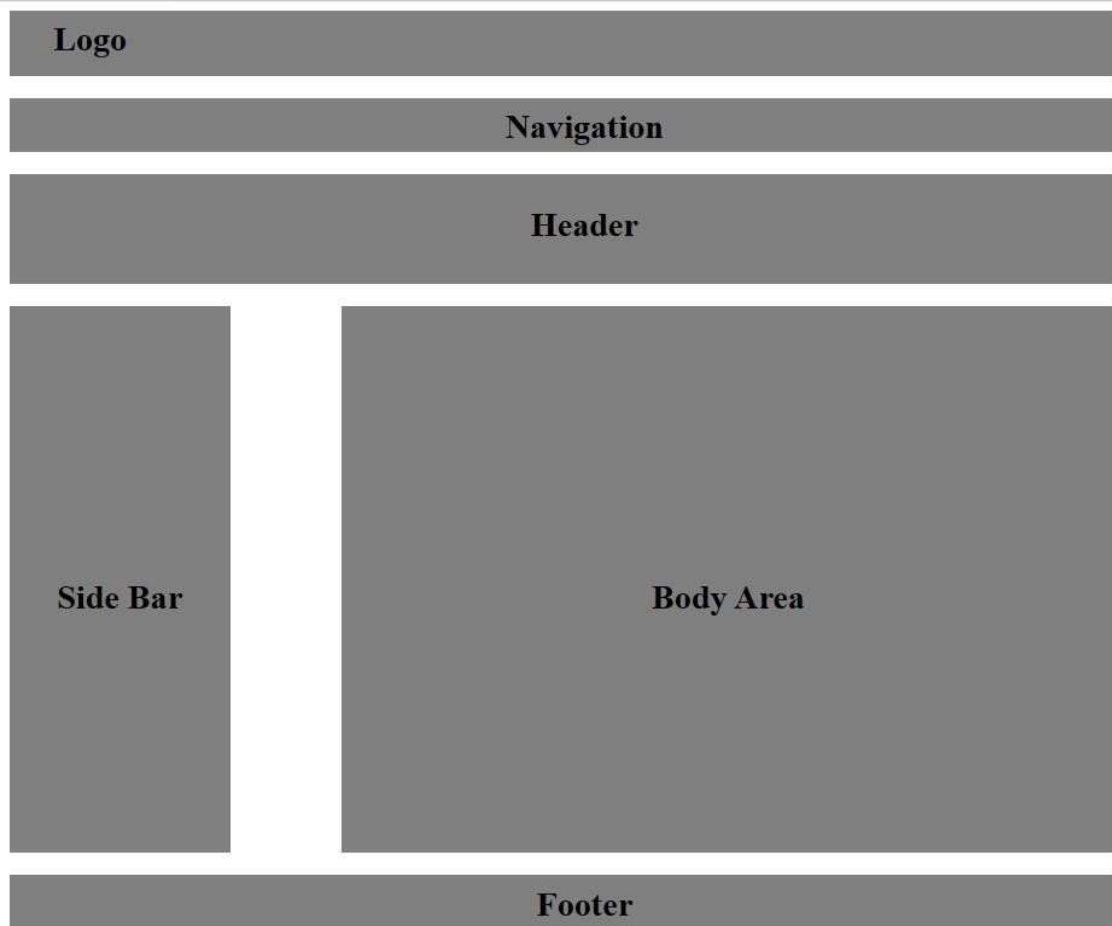 Logo
Navigation
Header
Side Bar
Body Area
Footer